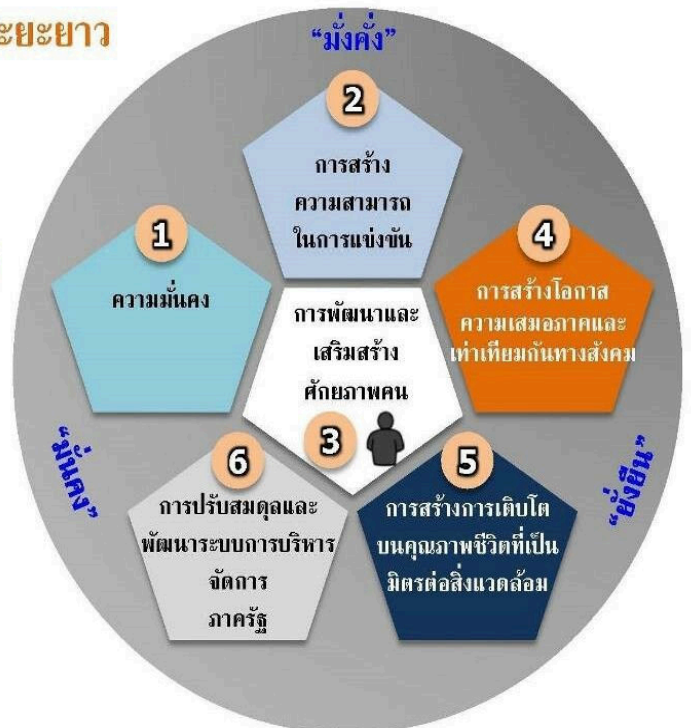 ะยะยาว
“มั่งคั่ง”
2
การสร้าง
ความสามารถ
ในการแข่งขัน
1
ความมั่นคง
4
การสร้างโอกาส
ความเสมอภาคและ
เท่าเทียมกันทางสังคม
การพัฒนาและ
เสริมสร้าง
ศักยภาพคน
3
“มั่นคง”
“ยั่งยืน”
6
การปรับสมดุลและ
พัฒนาระบบการบริหาร
จัดการ
ภาครัฐ
5
การสร้างการเติบโต
บนคุณภาพชีวิตที่เป็น
มิตรต่อสิ่งแวดล้อม